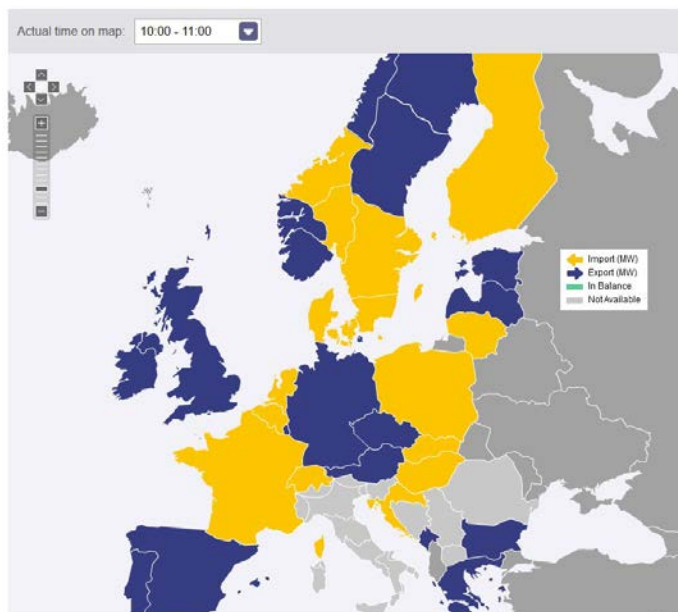 Actual time on map: 10:00 - 11:00
Import (MW)
Export (MW)
In Balance
Not Available